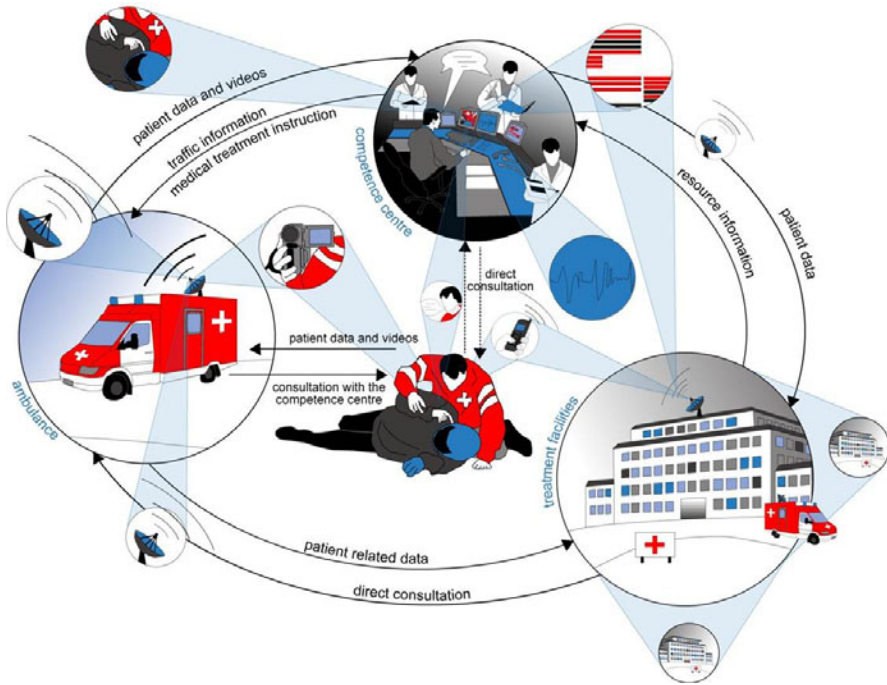 patient data and videos
traffic information
medical treatment instruction
competence centre
resource information
patient data
direct
consultation
patient data and videos
consultation with the
competence centre
ambulance
treatment facilities
patient related data
direct consultation